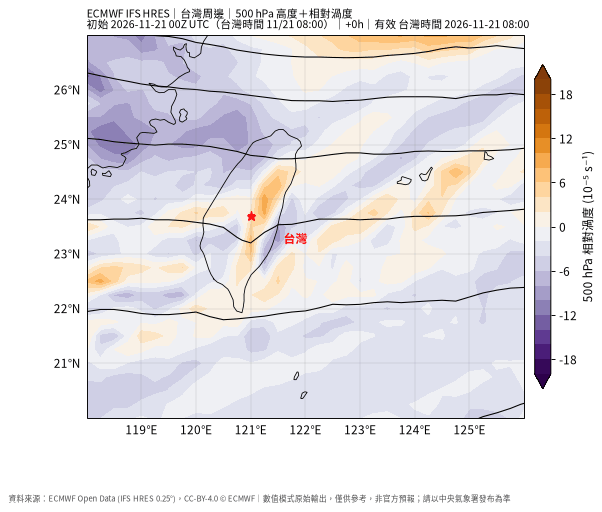 ECMWF IFS HRES｜台灣周邊｜500 hPa 高度＋相對渦度
初始 2026-11-21 00Z UTC（台灣時間 11/21 08:00）｜+0h｜有效 台灣時間 2026-11-21 08:00
26°N
25°N
24°N
23°N
22°N
21°N
119°E
120°E
121°E
122°E
123°E
124°E
125°E
台灣
18
12
6
0
-6
-12
-18
500 hPa 相對渦度 (10⁻⁵ s⁻¹)
資料來源：ECMWF Open Data (IFS HRES 0.25°)，CC-BY-4.0 © ECMWF｜數值模式原始輸出，僅供參考，非官方預報；請以中央氣象署發布為準